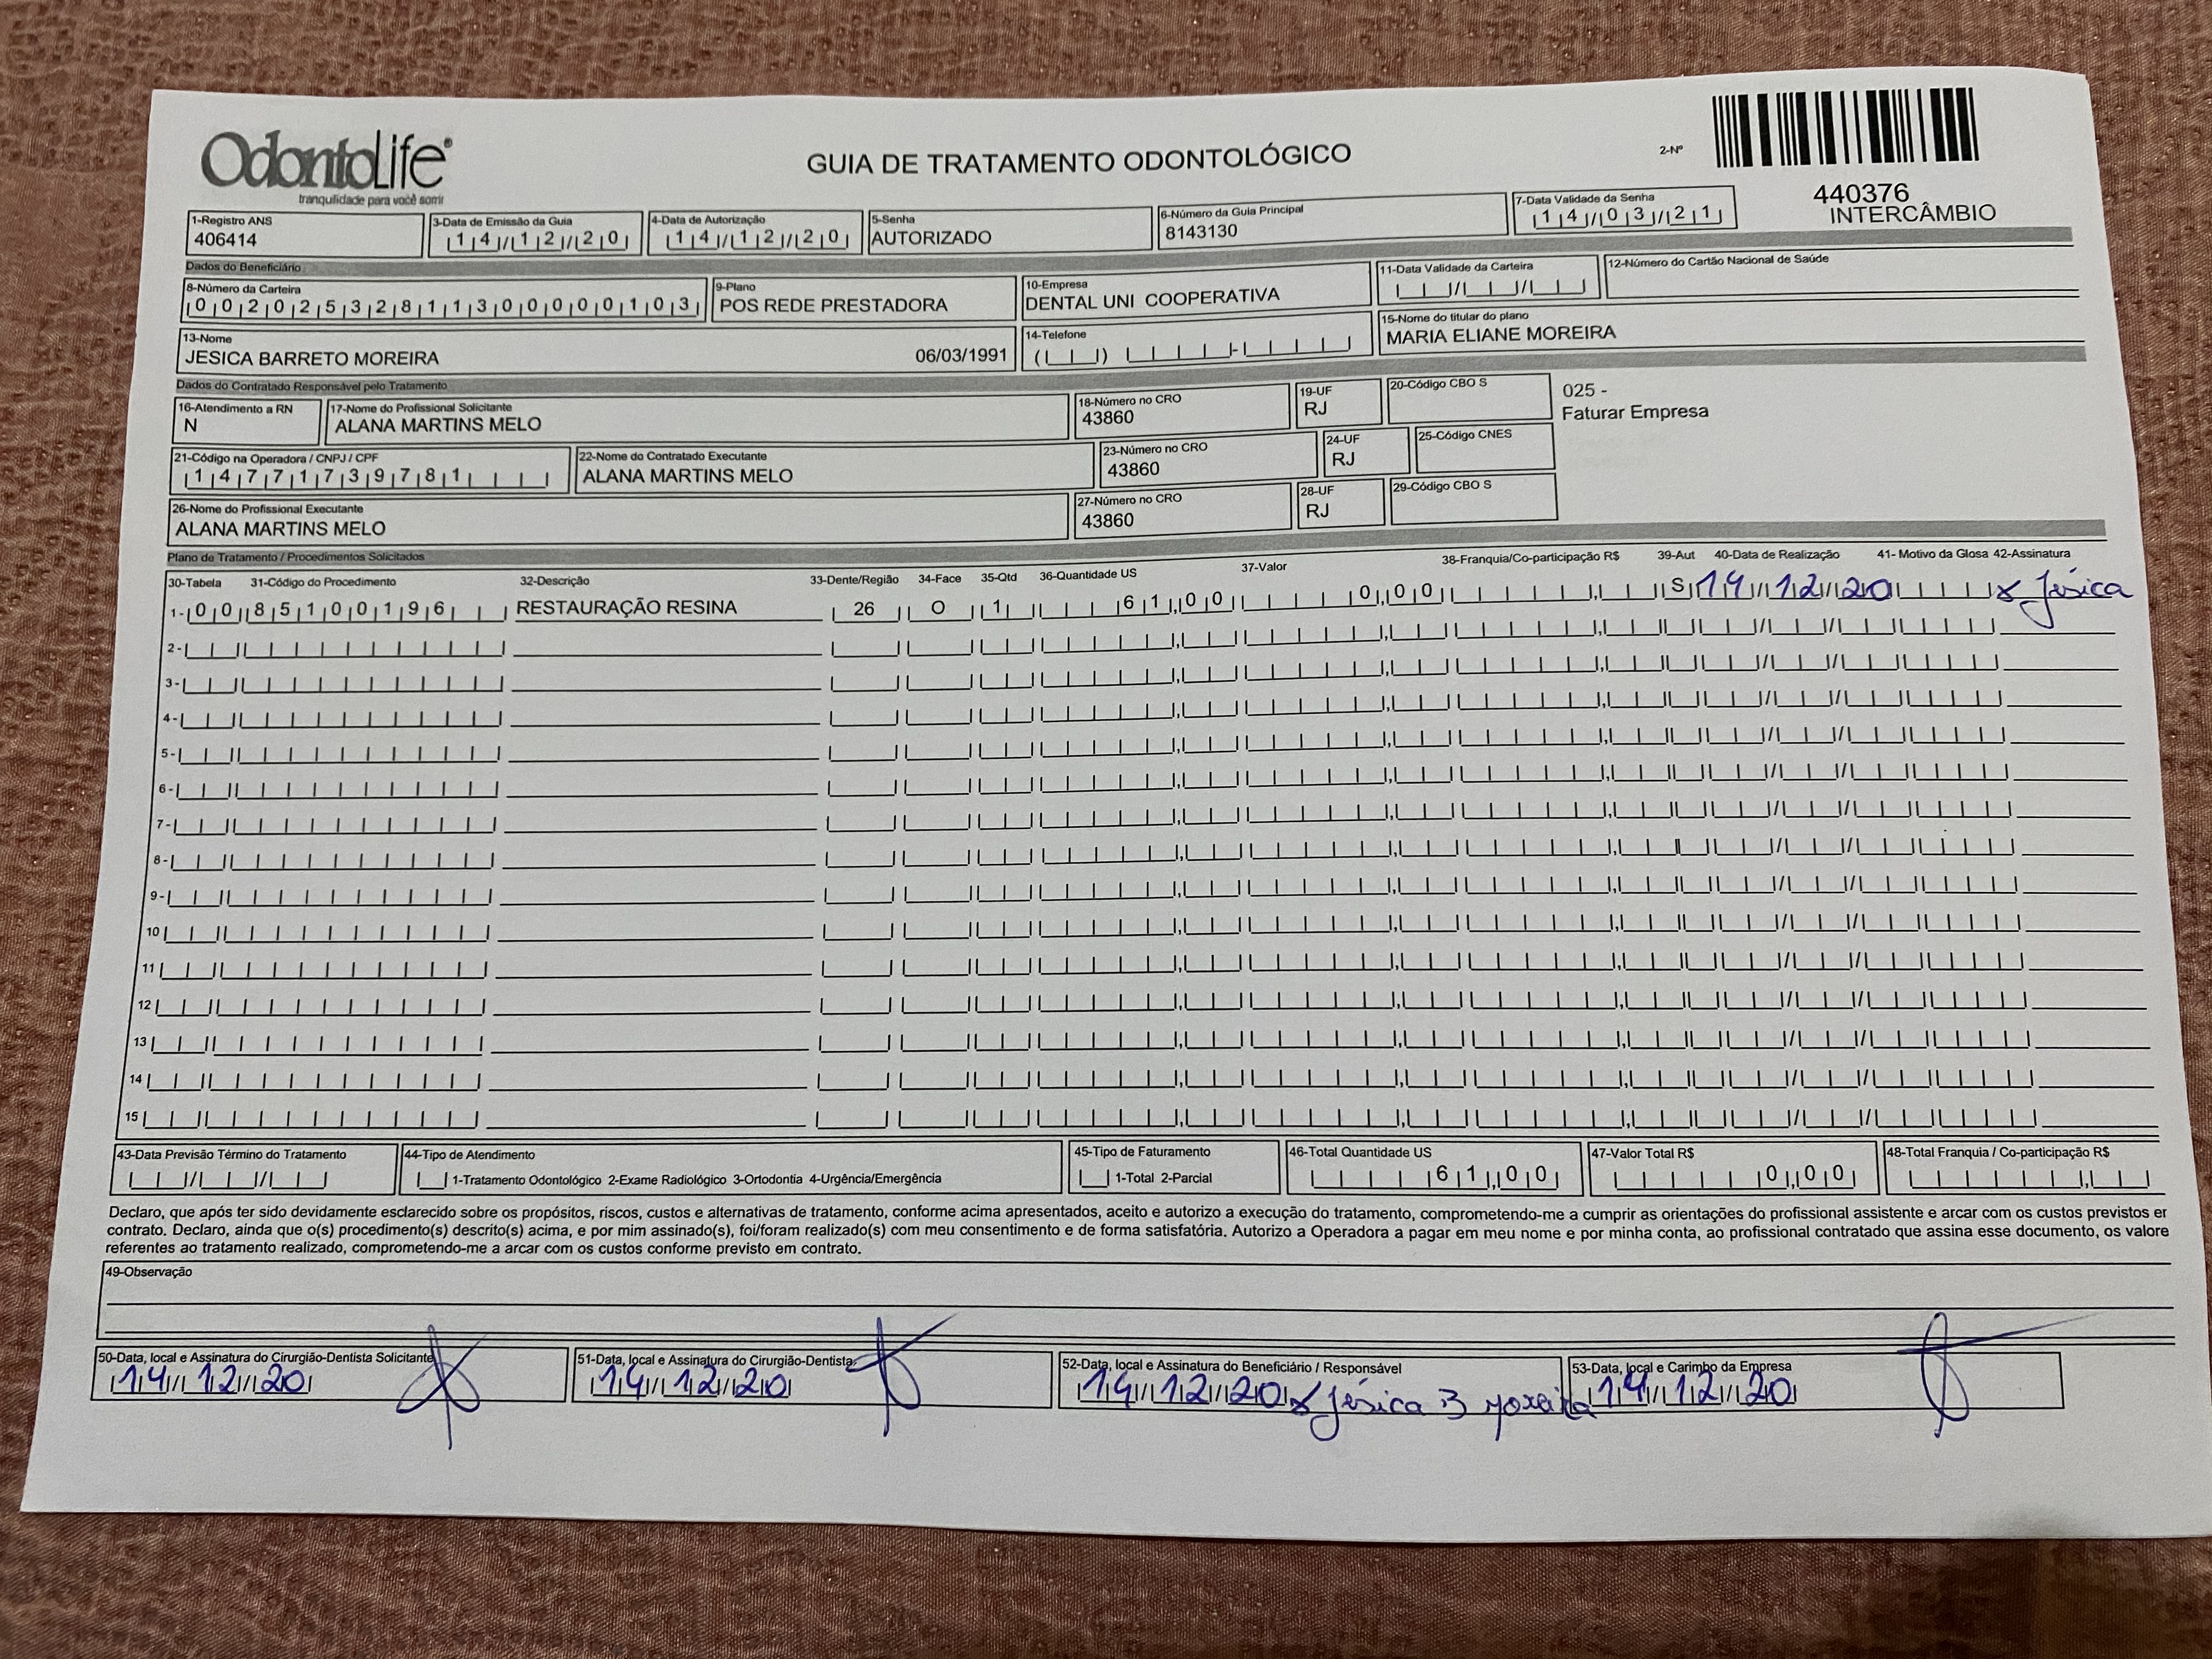 OdontoLife®
tranquilidade para você sorrir
GUIA DE TRATAMENTO ODONTOLÓGICO
2-Nº
440376
INTERCÂMBIO
1-Registro ANS
406414
3-Data de Emissão da Guia
14/12/20
4-Data de Autorização
14/12/20
5-Senha
AUTORIZADO
6-Número da Guia Principal
8143130
7-Data Validade da Senha
14/03/21
Dados do Beneficiário
8-Número da Carteira
00202532811300000103
9-Plano
POS REDE PRESTADORA
10-Empresa
DENTAL UNI COOPERATIVA
11-Data Validade da Carteira
12-Número do Cartão Nacional de Saúde
13-Nome
JESICA BARRETO MOREIRA 06/03/1991
14-Telefone
15-Nome do titular do plano
MARIA ELIANE MOREIRA
Dados do Contratado Responsável pelo Tratamento
16-Atendimento a RN
N
17-Nome do Profissional Solicitante
ALANA MARTINS MELO
18-Número no CRO
43860
19-UF
RJ
20-Código CBO S
025 -
Faturar Empresa
21-Código na Operadora / CNPJ / CPF
14771739781
22-Nome do Contratado Executante
ALANA MARTINS MELO
23-Número no CRO
43860
24-UF
RJ
25-Código CNES
26-Nome do Profissional Executante
ALANA MARTINS MELO
27-Número no CRO
43860
28-UF
RJ
29-Código CBO S
Plano de Tratamento / Procedimentos Solicitados
30-Tabela 31-Código do Procedimento 32-Descrição 33-Dente/Região 34-Face 35-Qtd 36-Quantidade US 37-Valor 38-Franquia/Co-participação R$ 39-Aut 40-Data de Realização 41- Motivo da Glosa 42-Assinatura
1- 00 85100196 RESTAURAÇÃO RESINA 26 O 1 61,00 0,00 S 14/12/20 x Jésica
2-
3-
4-
5-
6-
7-
8-
9-
10
11
12
13
14
15
43-Data Previsão Término do Tratamento
44-Tipo de Atendimento
1-Tratamento Odontológico 2-Exame Radiológico 3-Ortodontia 4-Urgência/Emergência
45-Tipo de Faturamento
1-Total 2-Parcial
46-Total Quantidade US
61,00
47-Valor Total R$
0,00
48-Total Franquia / Co-participação R$
Declaro, que após ter sido devidamente esclarecido sobre os propósitos, riscos, custos e alternativas de tratamento, conforme acima apresentados, aceito e autorizo a execução do tratamento, comprometendo-me a cumprir as orientações do profissional assistente e arcar com os custos previstos er
contrato. Declaro, ainda que o(s) procedimento(s) descrito(s) acima, e por mim assinado(s), foi/foram realizado(s) com meu consentimento e de forma satisfatória. Autorizo a Operadora a pagar em meu nome e por minha conta, ao profissional contratado que assina esse documento, os valore
referentes ao tratamento realizado, comprometendo-me a arcar com os custos conforme previsto em contrato.
49-Observação
50-Data, local e Assinatura do Cirurgião-Dentista Solicitante
14/12/20
51-Data, local e Assinatura do Cirurgião-Dentista
14/12/20
52-Data, local e Assinatura do Beneficiário / Responsável
14/12/20 x Jésica B Moreira
53-Data, local e Carimbo da Empresa
14/12/20